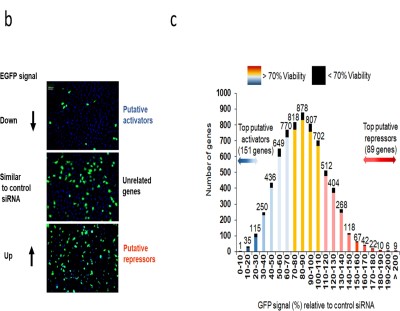 b
EGFP signal
Down
Putative
activators
Similar
to control
siRNA
Unrelated
genes
Up
Putative
repressors
c
> 70% Viability
< 70% Viability
Number of genes
1000
900
800
700
600
500
400
300
200
100
0
Top putative
activators
(151 genes)
Top putative
repressors
(89 genes)
1
35
115
250
436
649
770
818
878
807
702
512
404
268
118
67
42
22
10
6
9
0-10
10-20
20-30
30-40
40-50
50-60
60-70
70-80
80-90
90-100
100-110
110-120
120-130
130-140
140-150
150-160
160-170
170-180
180-190
190-200
> 200
GFP signal (%) relative to control siRNA